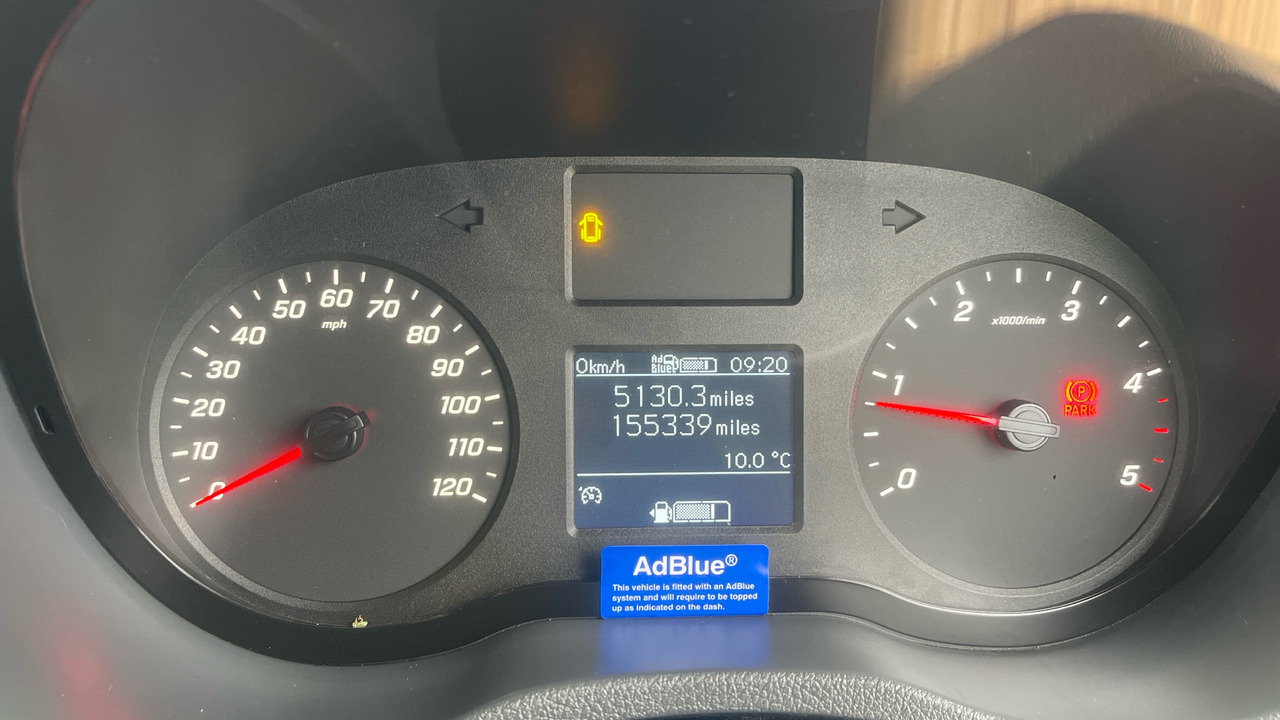 0km/h Ad Blue 09:20
5130.3 miles
155339 miles
10.0 °C
0
10
20
30
40
50
60
70
80
90
100
110
120
mph
0
1
2
3
4
5
x1000/min
P
PARK
AdBlue®
This vehicle is fitted with an AdBlue
system and will require to be topped
up as indicated on the dash.